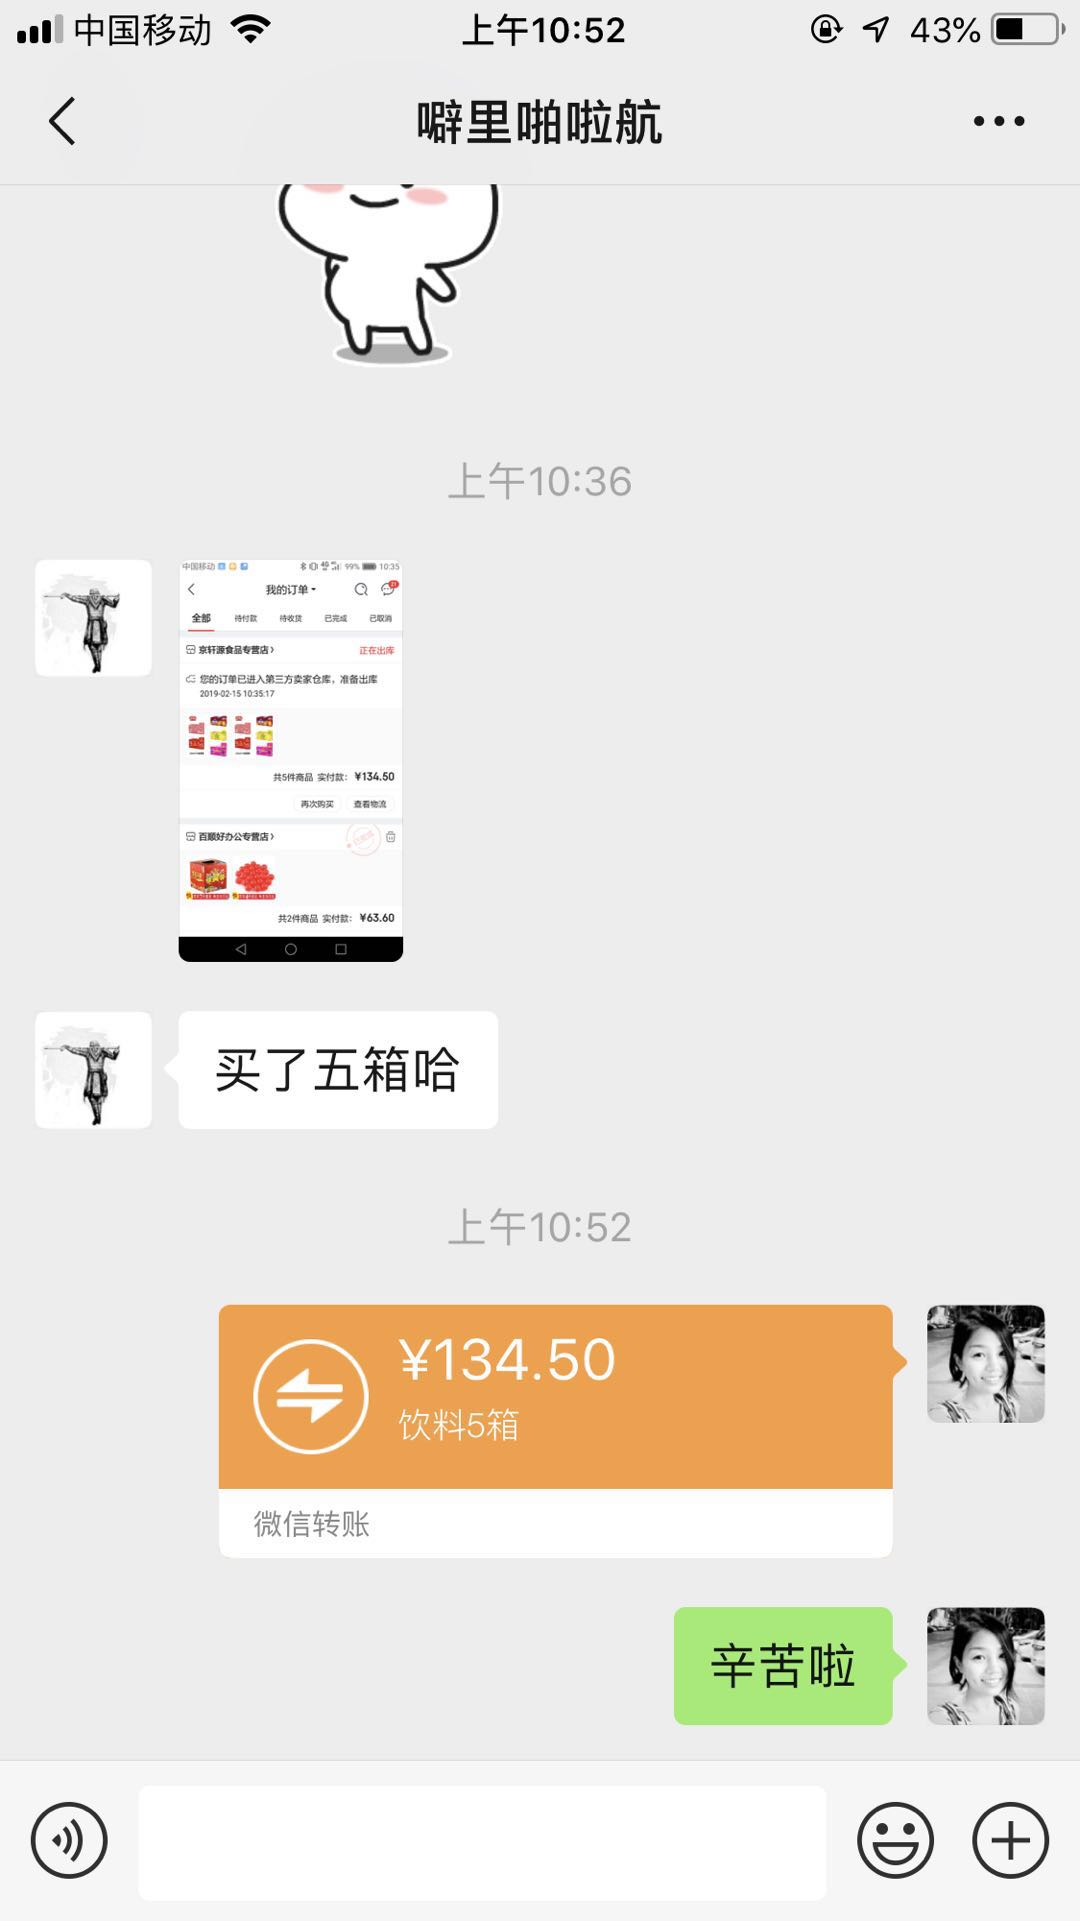 中国移动
上午10:52
43%
噼里啪啦航
上午10:36
中国移动
99%
10:35
我的订单
21
全部
待付款
待收货
已完成
已取消
京轩源食品专营店
正在出库
您的订单已进入第三方卖家仓库，准备出库
2019-02-15 10:35:17
共5件商品 实付款：¥134.50
再次购买
查看物流
百顺好办公专营店
共2件商品 实付款：¥63.60
买了五箱哈
上午10:52
¥134.50
饮料5箱
微信转账
辛苦啦